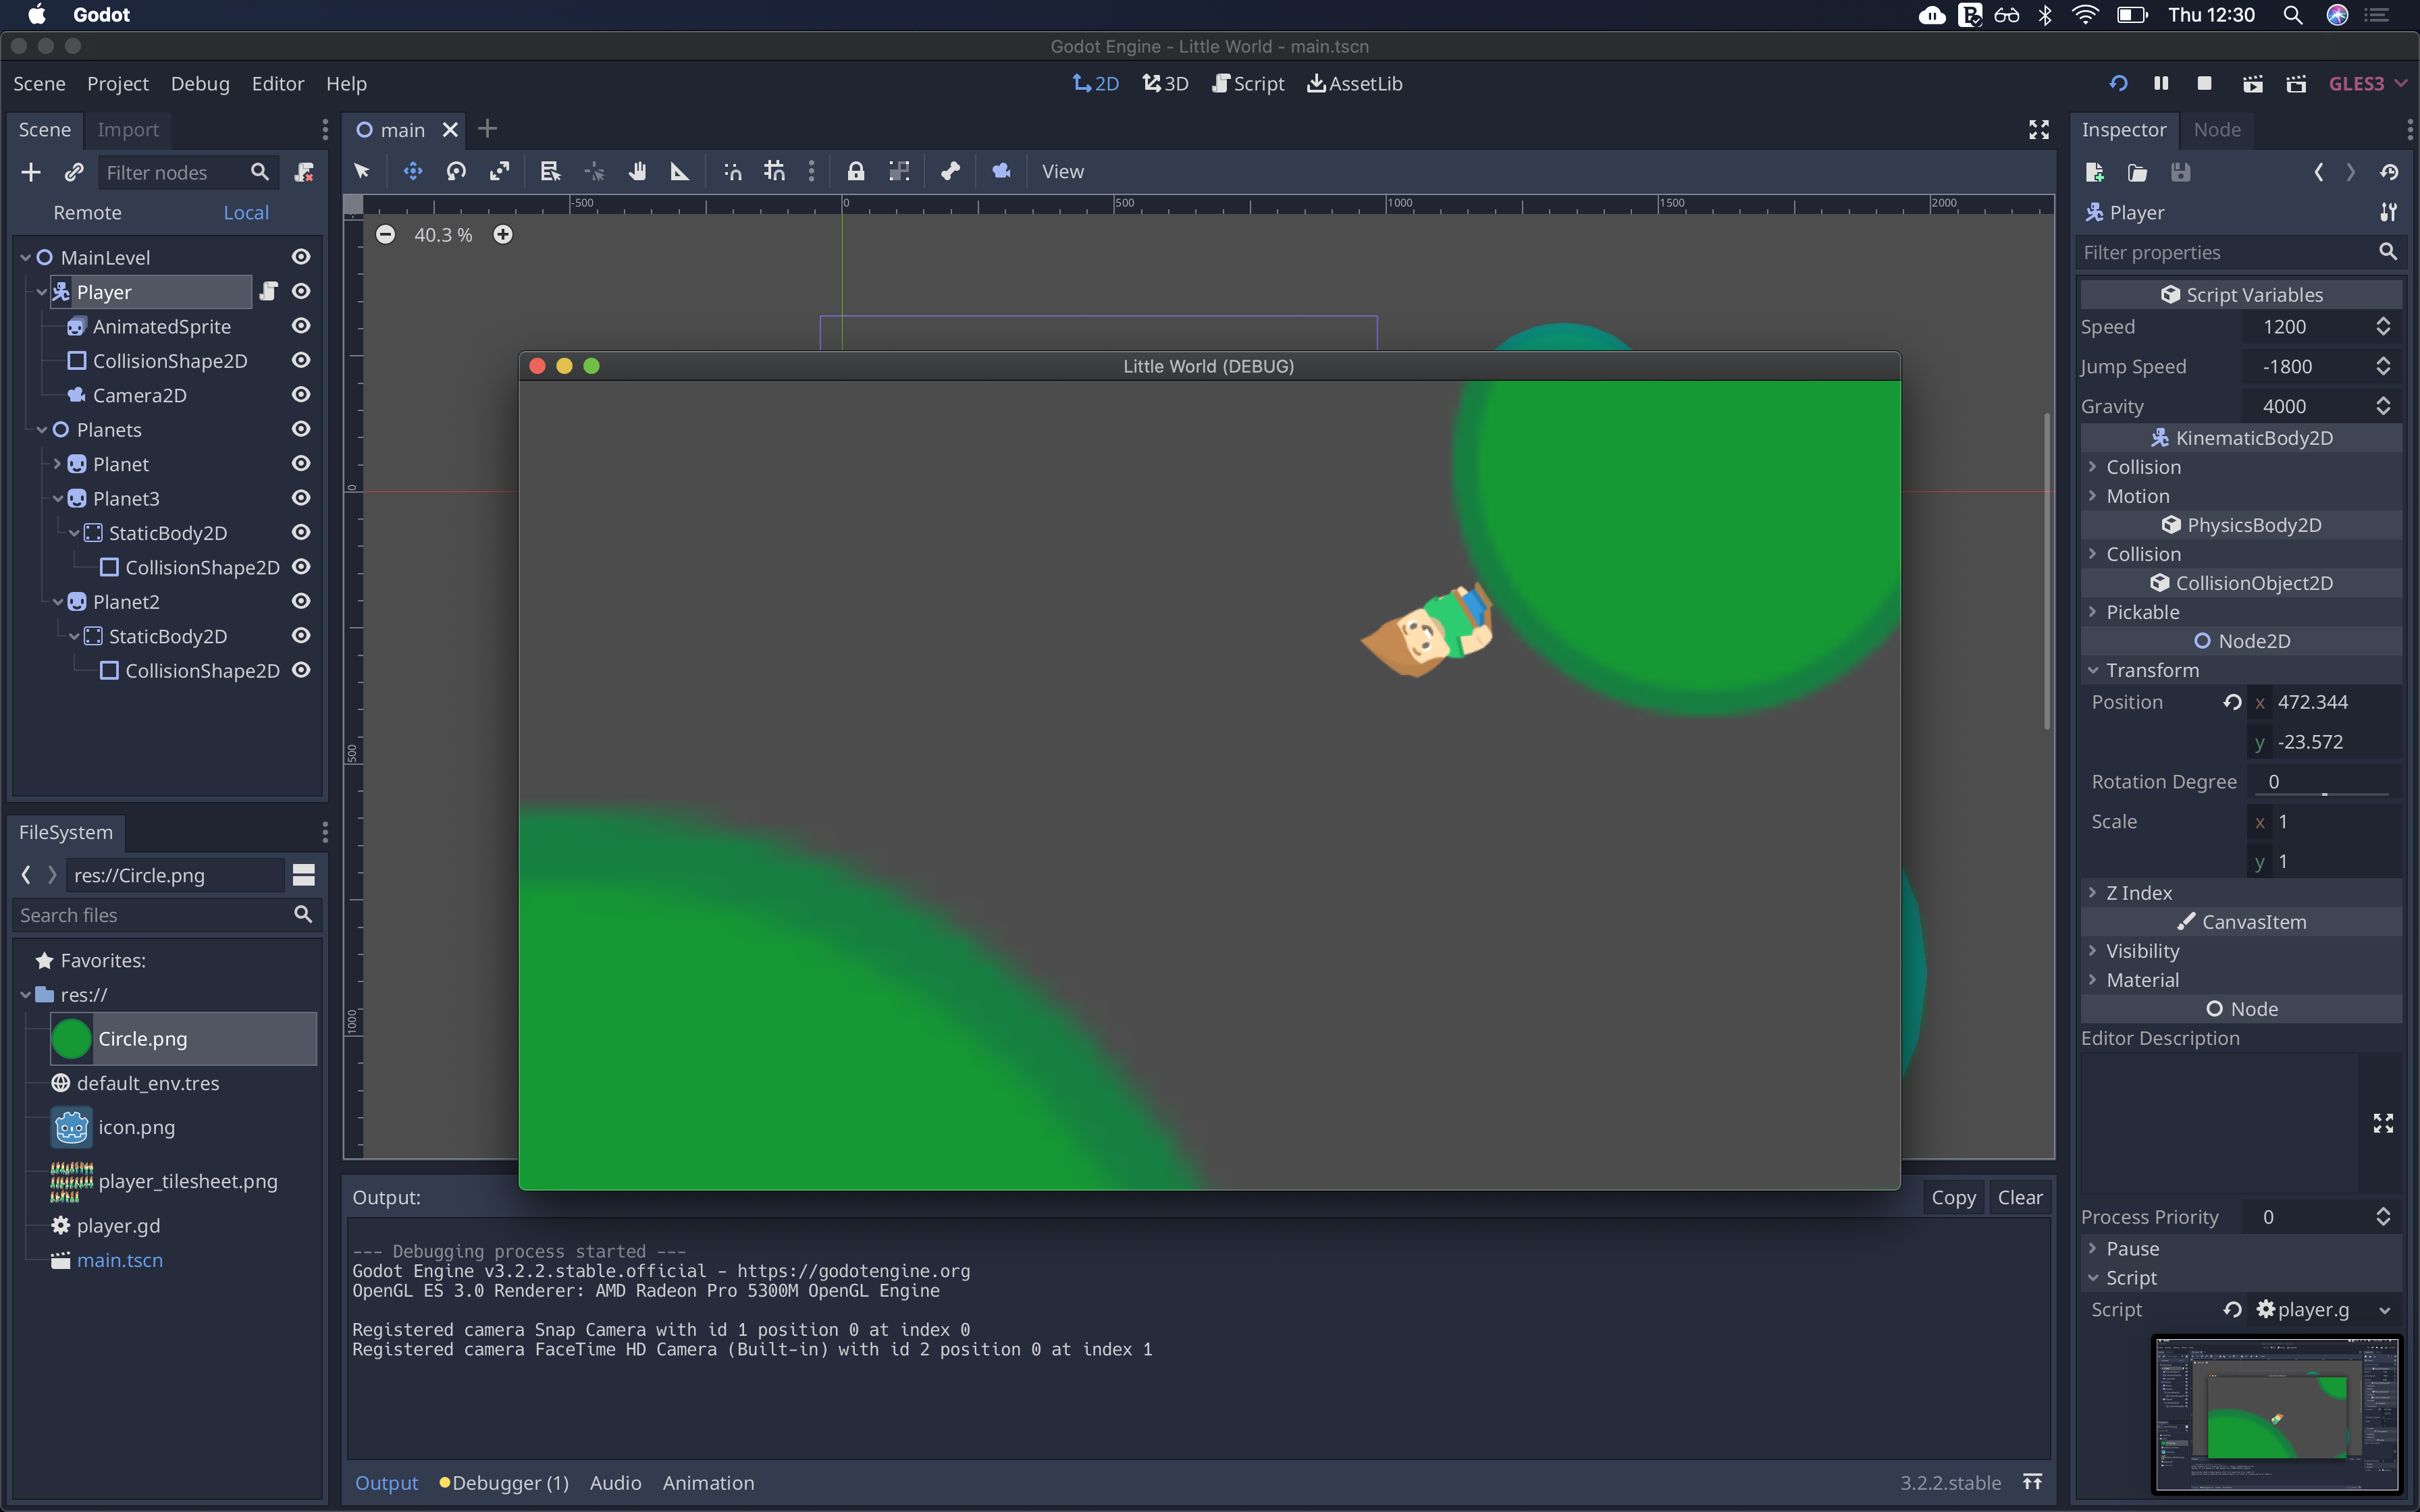 Godot
Thu 12:30
Godot Engine - Little World - main.tscn
Scene Project Debug Editor Help
2D 3D Script AssetLib
GLES3
Scene Import
main
Inspector Node
Filter nodes
View
Remote Local
-500 0 500 1000 1500 2000
40.3 %
0
500
1000
MainLevel
Player
AnimatedSprite
CollisionShape2D
Camera2D
Planets
Planet
Planet3
StaticBody2D
CollisionShape2D
Planet2
StaticBody2D
CollisionShape2D
FileSystem
res://Circle.png
Search files
Favorites:
res://
Circle.png
default_env.tres
icon.png
player_tilesheet.png
player.gd
main.tscn
Little World (DEBUG)
Output:
Copy Clear
--- Debugging process started ---
Godot Engine v3.2.2.stable.official - https://godotengine.org
OpenGL ES 3.0 Renderer: AMD Radeon Pro 5300M OpenGL Engine
Registered camera Snap Camera with id 1 position 0 at index 0
Registered camera FaceTime HD Camera (Built-in) with id 2 position 0 at index 1
Output Debugger (1) Audio Animation
3.2.2.stable
Player
Filter properties
Script Variables
Speed 1200
Jump Speed -1800
Gravity 4000
KinematicBody2D
Collision
Motion
PhysicsBody2D
Collision
CollisionObject2D
Pickable
Node2D
Transform
Position x 472.344
y -23.572
Rotation Degree 0
Scale x 1
y 1
Z Index
CanvasItem
Visibility
Material
Node
Editor Description
Process Priority 0
Pause
Script
Script player.g